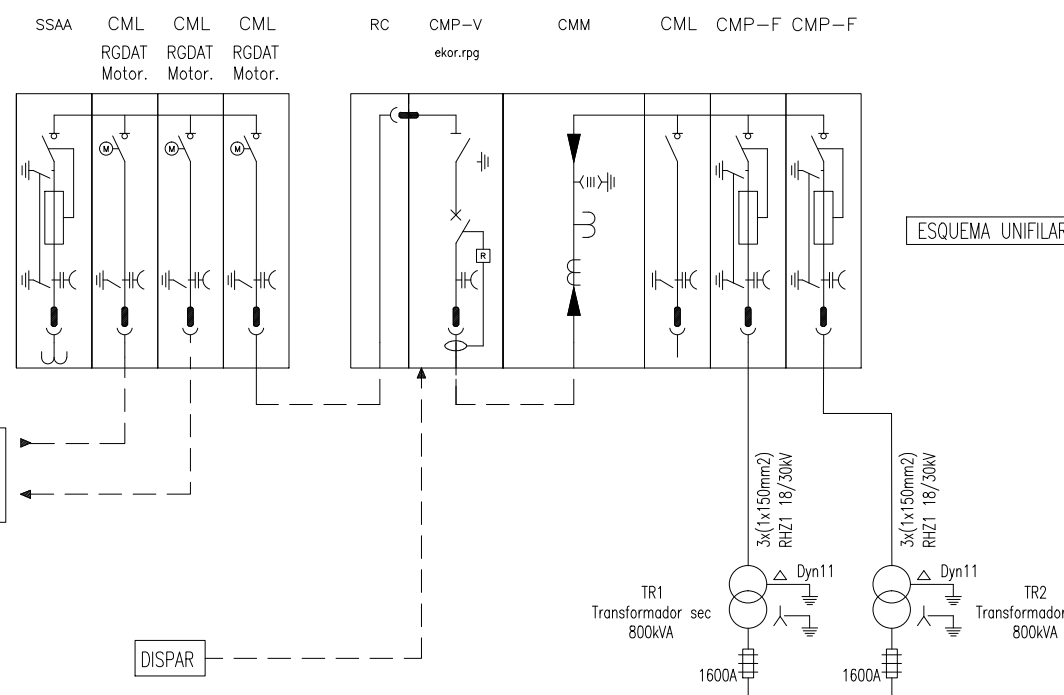 SSAA
CML
RGDAT
Motor.
CML
RGDAT
Motor.
CML
RGDAT
Motor.
RC
CMP-V
ekor.rpg
CMM
CML
CMP-F
CMP-F
M
M
M
R
ESQUEMA UNIFILAR
3x(1x150mm2)
RHZ1 18/30kV
3x(1x150mm2)
RHZ1 18/30kV
Dyn11
Dyn11
TR1
Transformador sec
800kVA
TR2
Transformador
800kVA
DISPAR
1600A
1600A